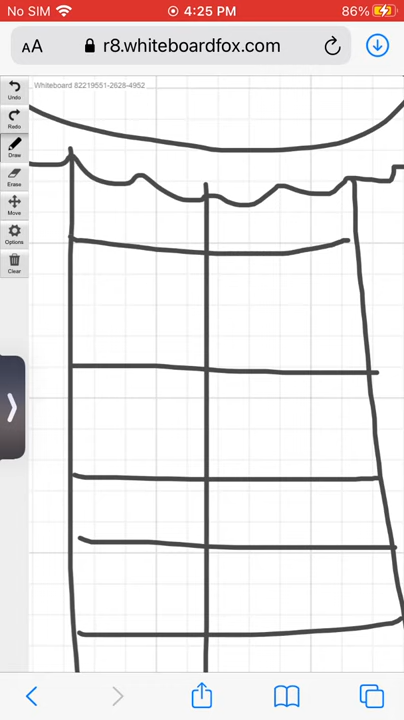 No SIM 4:25 PM 86%
AA r8.whiteboardfox.com
Whiteboard 82219551-2628-4952
Undo
Redo
Draw
Erase
Move
Options
Clear